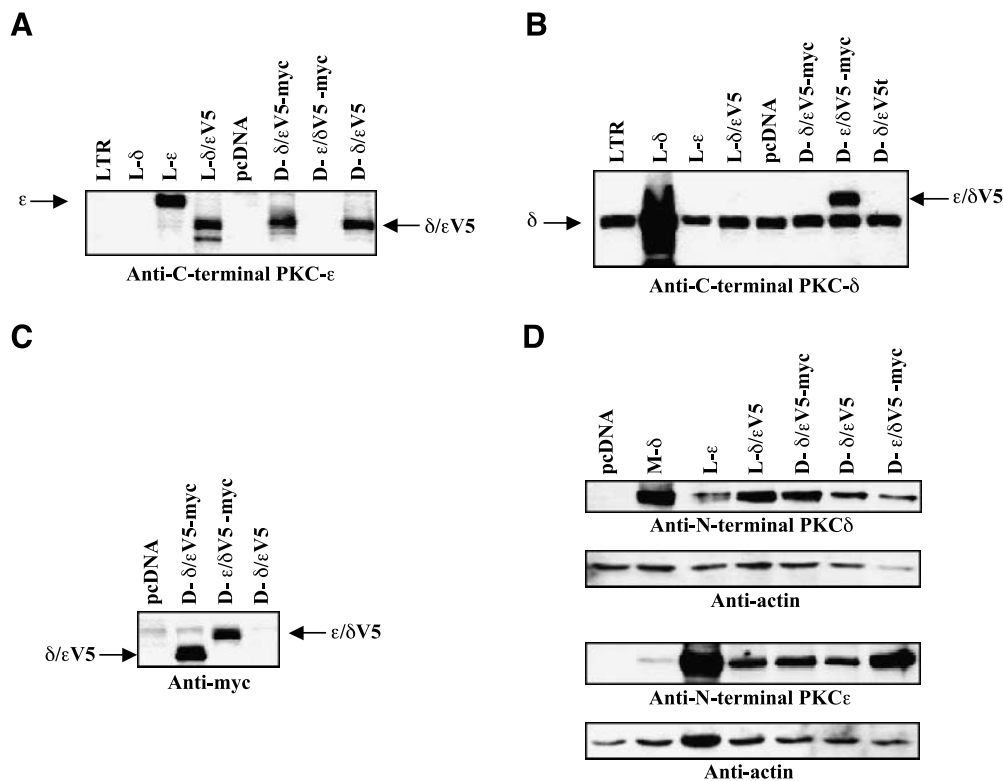 A
LTR
L-δ
L-ε
L-δ/εV5
pcDNA
D- δ/εV5-myc
D- ε/δV5 -myc
D- δ/εV5
ε
δ/εV5
Anti-C-terminal PKC-ε
B
LTR
L-δ
L-ε
L-δ/εV5
pcDNA
D- δ/εV5-myc
D- ε/δV5 -myc
D- δ/εV5t
δ
ε/δV5
Anti-C-terminal PKC-δ
C
pcDNA
D- δ/εV5-myc
D- ε/δV5 -myc
D- δ/εV5
δ/εV5
ε/δV5
Anti-myc
D
pcDNA
M-δ
L-ε
L-δ/εV5
D- δ/εV5-myc
D- δ/εV5
D- ε/δV5 -myc
Anti-N-terminal PKCδ
Anti-actin
Anti-N-terminal PKCε
Anti-actin